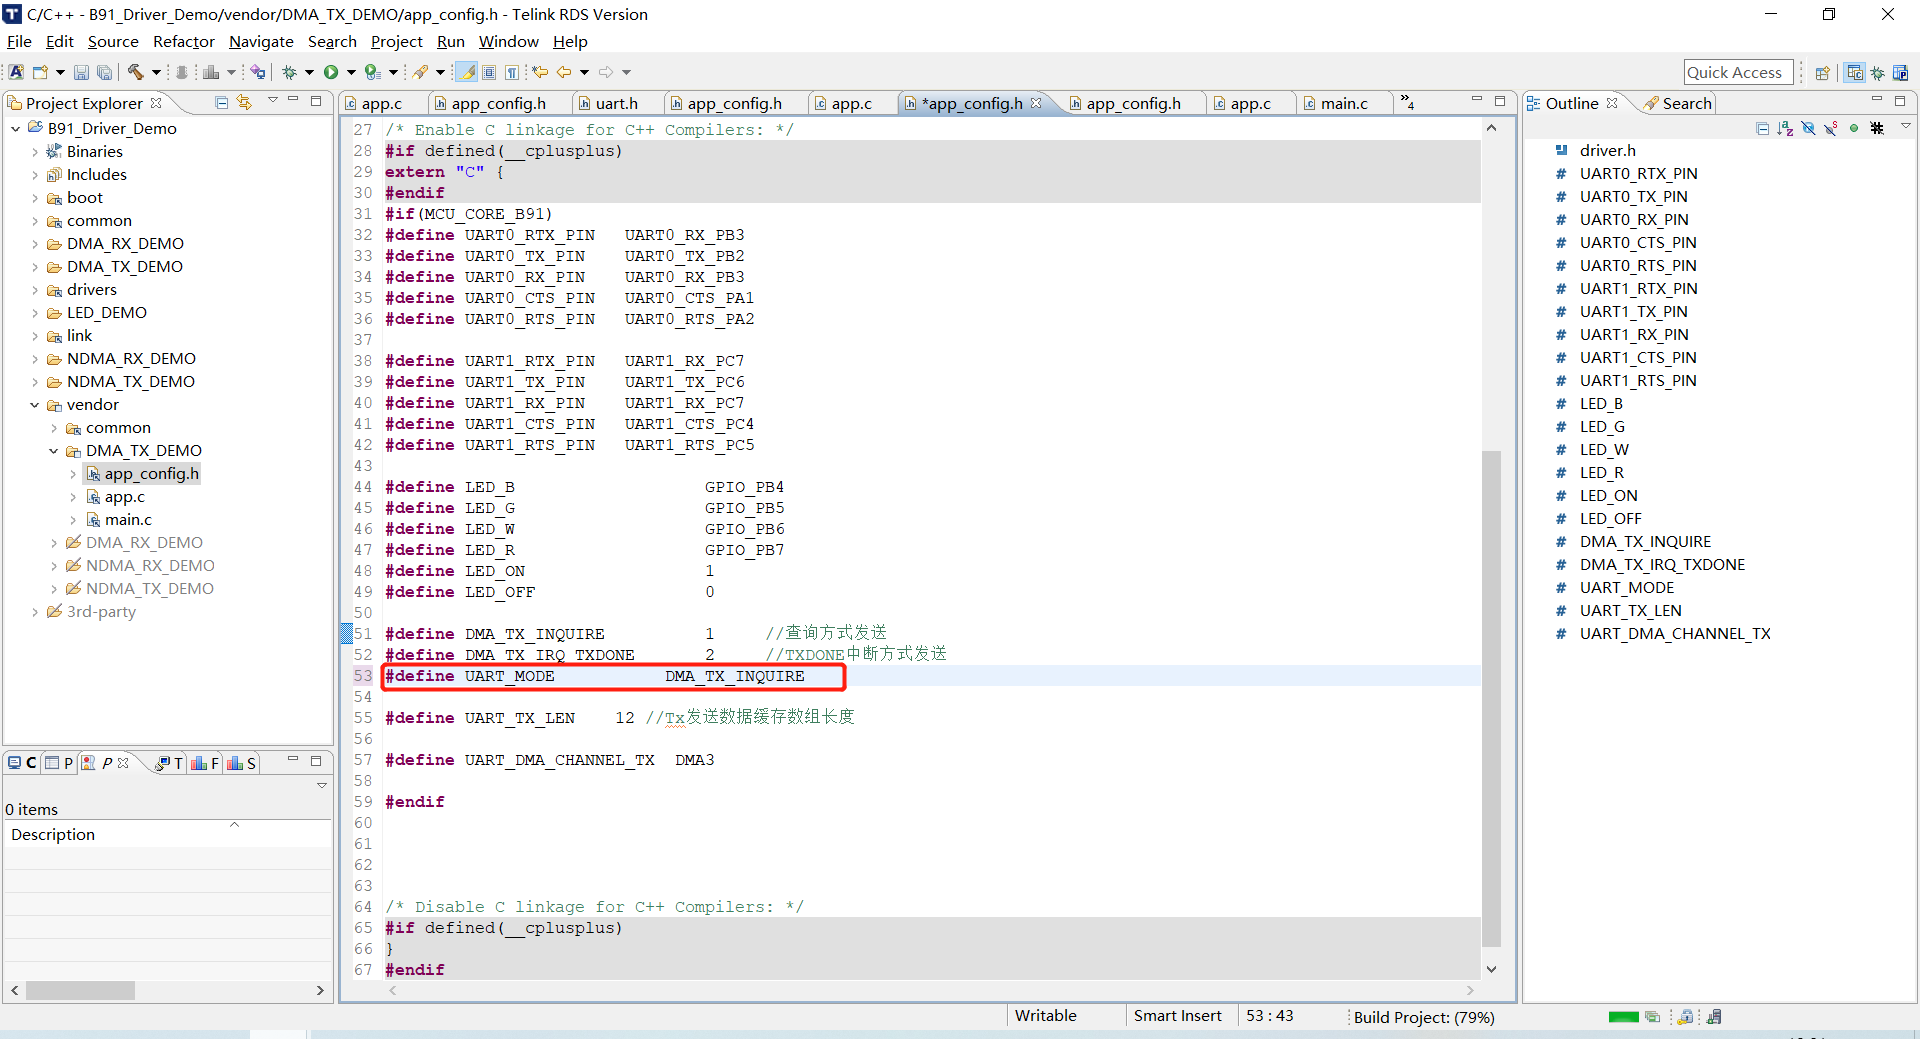 C/C++ - B91_Driver_Demo/vendor/DMA_TX_DEMO/app_config.h - Telink RDS Version
File Edit Source Refactor Navigate Search Project Run Window Help
Quick Access
Project Explorer
B91_Driver_Demo
Binaries
Includes
boot
common
DMA_RX_DEMO
DMA_TX_DEMO
drivers
LED_DEMO
link
NDMA_RX_DEMO
NDMA_TX_DEMO
vendor
common
DMA_TX_DEMO
app_config.h
app.c
main.c
DMA_RX_DEMO
NDMA_RX_DEMO
NDMA_TX_DEMO
3rd-party
C P P T F S
0 items
Description
app.c app_config.h uart.h app_config.h app.c *app_config.h app_config.h app.c main.c »4
27 /* Enable C linkage for C++ Compilers: */
28 #if defined(__cplusplus)
29 extern "C" {
30 #endif
31 #if(MCU_CORE_B91)
32 #define UART0_RTX_PIN UART0_RX_PB3
33 #define UART0_TX_PIN UART0_TX_PB2
34 #define UART0_RX_PIN UART0_RX_PB3
35 #define UART0_CTS_PIN UART0_CTS_PA1
36 #define UART0_RTS_PIN UART0_RTS_PA2
37
38 #define UART1_RTX_PIN UART1_RX_PC7
39 #define UART1_TX_PIN UART1_TX_PC6
40 #define UART1_RX_PIN UART1_RX_PC7
41 #define UART1_CTS_PIN UART1_CTS_PC4
42 #define UART1_RTS_PIN UART1_RTS_PC5
43
44 #define LED_B GPIO_PB4
45 #define LED_G GPIO_PB5
46 #define LED_W GPIO_PB6
47 #define LED_R GPIO_PB7
48 #define LED_ON 1
49 #define LED_OFF 0
50
51 #define DMA_TX_INQUIRE 1 //查询方式发送
52 #define DMA_TX_IRQ_TXDONE 2 //TXDONE中断方式发送
53 #define UART_MODE DMA_TX_INQUIRE
54
55 #define UART_TX_LEN 12 //Tx发送数据缓存数组长度
56
57 #define UART_DMA_CHANNEL_TX DMA3
58
59 #endif
60
61
62
63
64 /* Disable C linkage for C++ Compilers: */
65 #if defined(__cplusplus)
66 }
67 #endif
Outline Search
driver.h
UART0_RTX_PIN
UART0_TX_PIN
UART0_RX_PIN
UART0_CTS_PIN
UART0_RTS_PIN
UART1_RTX_PIN
UART1_TX_PIN
UART1_RX_PIN
UART1_CTS_PIN
UART1_RTS_PIN
LED_B
LED_G
LED_W
LED_R
LED_ON
LED_OFF
DMA_TX_INQUIRE
DMA_TX_IRQ_TXDONE
UART_MODE
UART_TX_LEN
UART_DMA_CHANNEL_TX
Writable Smart Insert 53 : 43 Build Project: (79%)